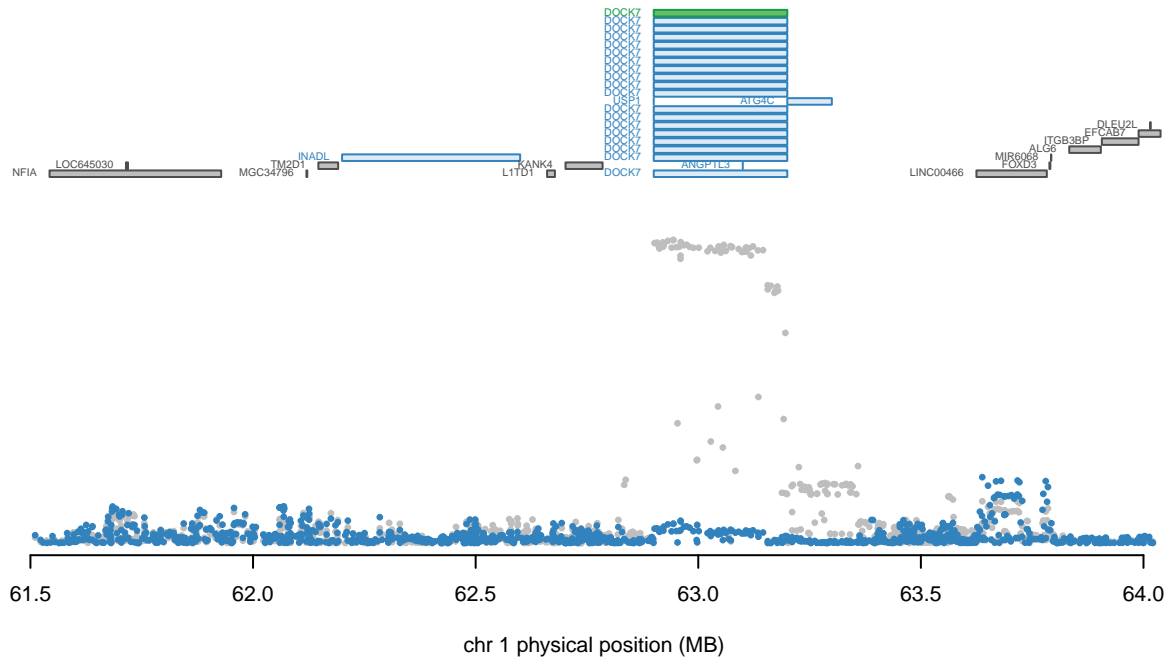 DOCK7
DOCK7
DOCK7
DOCK7
DOCK7
DOCK7
DOCK7
DOCK7
DOCK7
DOCK7
DOCK7
USP1 ATG4C
DOCK7
DOCK7
DOCK7 DLEU2L
DOCK7 EFCAB7
DOCK7 ITGB3BP
DOCK7 ALG6
INADL DOCK7 MIR6068
LOC645030 TM2D1 KANK4 ANGPTL3 FOXD3
NFIA MGC34796 L1TD1 DOCK7 LINC00466
61.5 62.0 62.5 63.0 63.5 64.0
chr 1 physical position (MB)